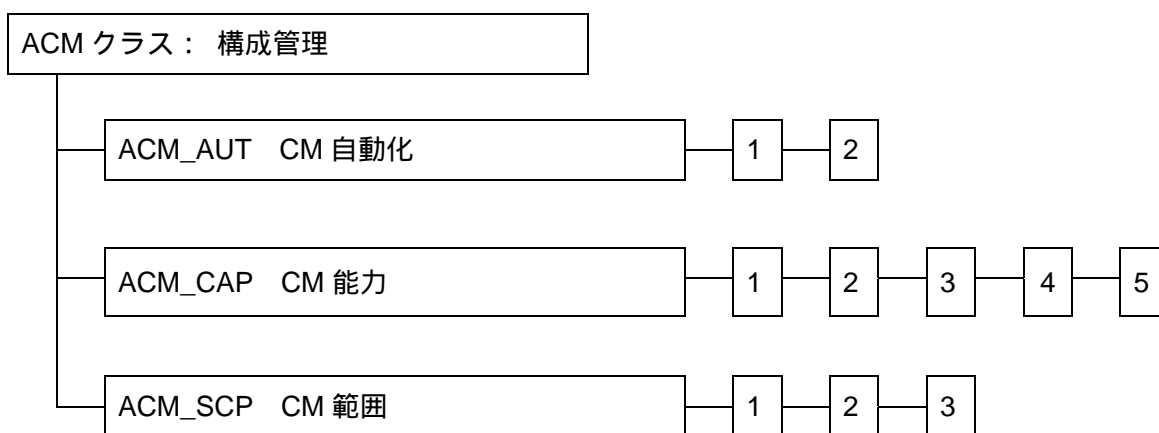 ACM クラス： 構成管理
ACM_AUT　CM 自動化 1 2
ACM_CAP　CM 能力 1 2 3 4 5
ACM_SCP　CM 範囲 1 2 3